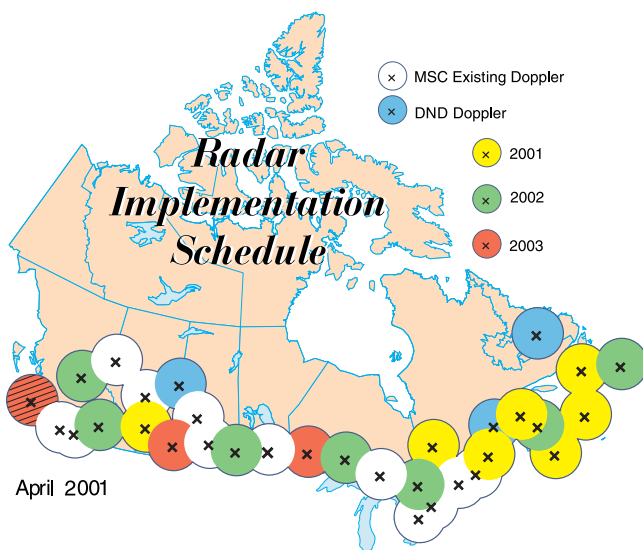 Radar
Implementation
Schedule
MSC Existing Doppler
DND Doppler
2001
2002
2003
April 2001